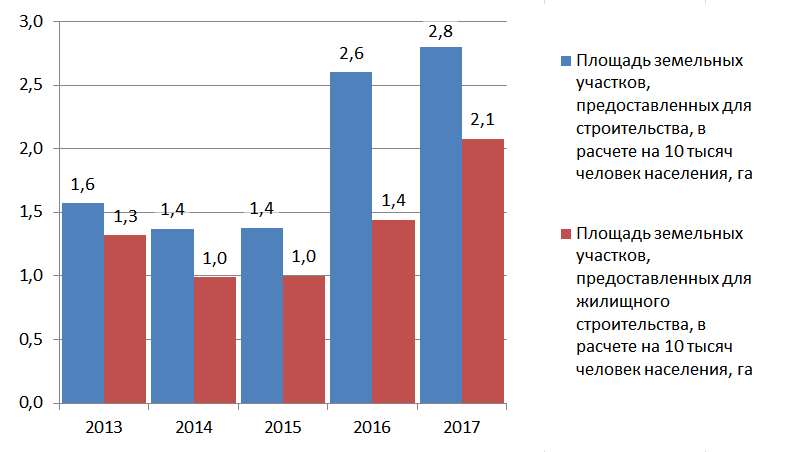 3,0
2,5
2,0
1,5
1,0
0,5
0,0
1,6
1,3
1,4
1,0
1,4
1,0
2,6
1,4
2,8
2,1
2013 2014 2015 2016 2017
Площадь земельных
участков,
предоставленных для
строительства, в
расчете на 10 тысяч
человек населения, га
Площадь земельных
участков,
предоставленных для
жилищного
строительства, в
расчете на 10 тысяч
человек населения, га